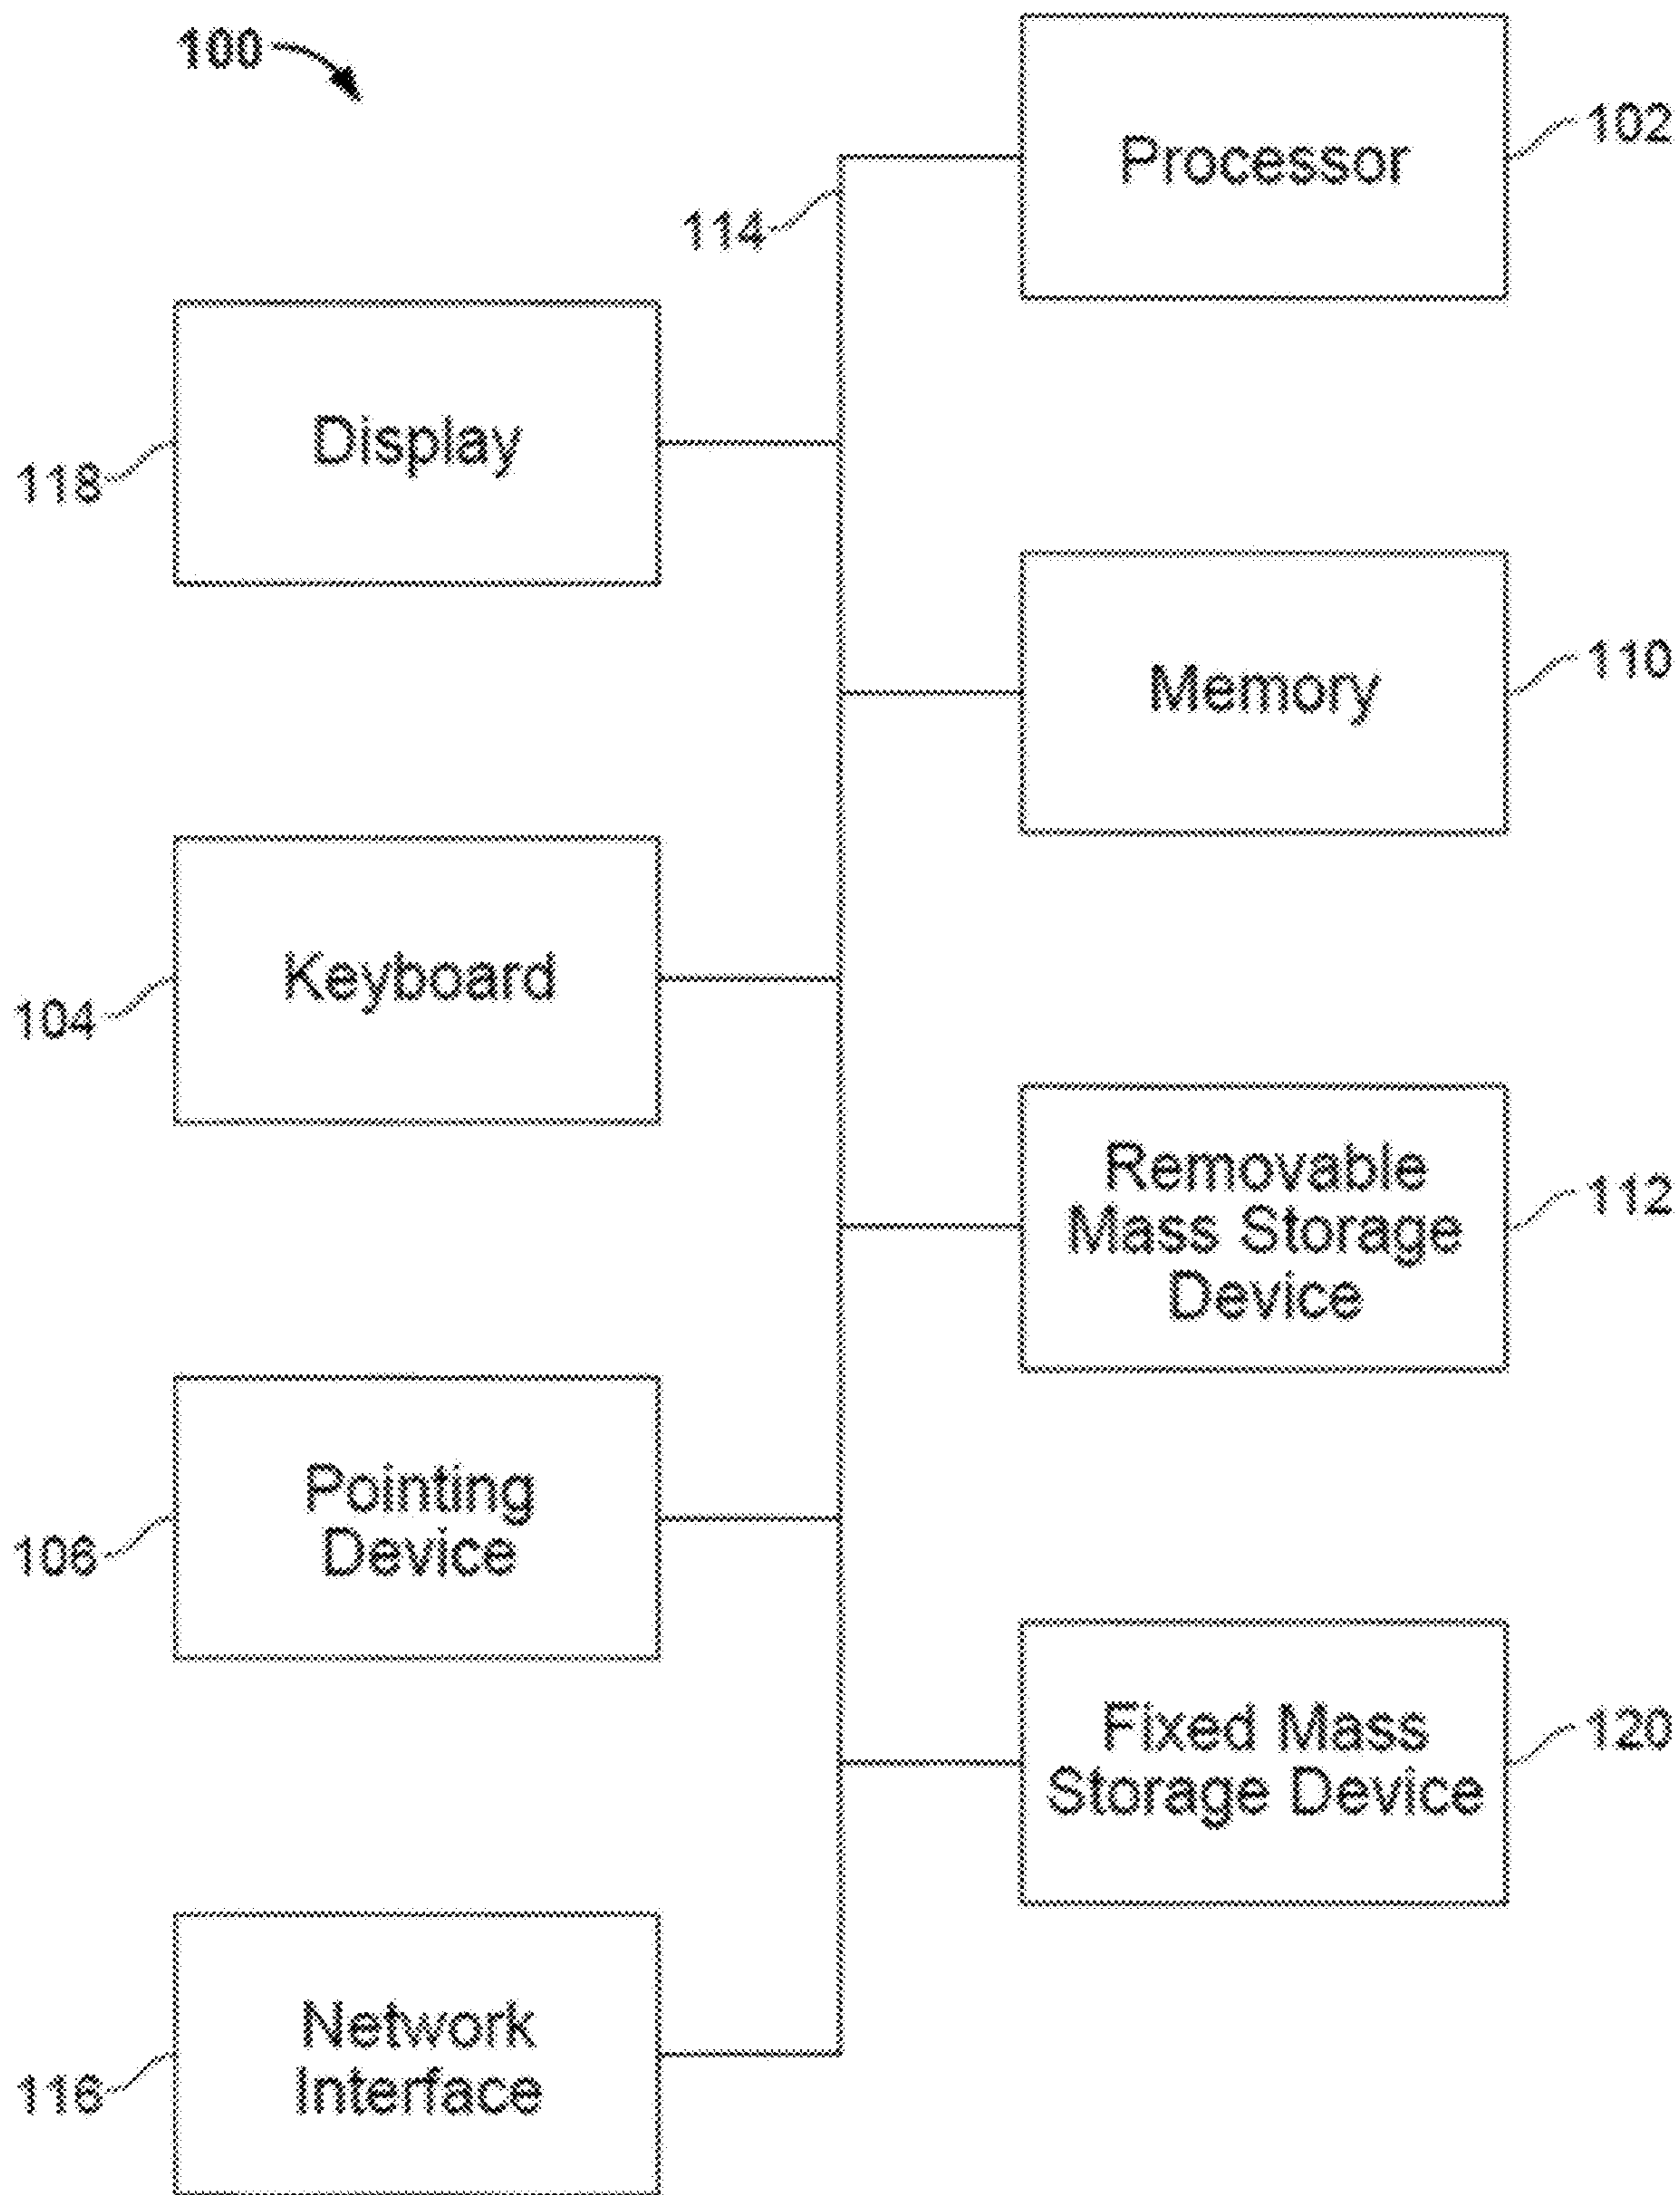 100
Processor
102
114
Display
118
Memory
110
Keyboard
104
Removable
Mass Storage
Device
112
Pointing
Device
106
Fixed Mass
Storage Device
120
Network
Interface
116